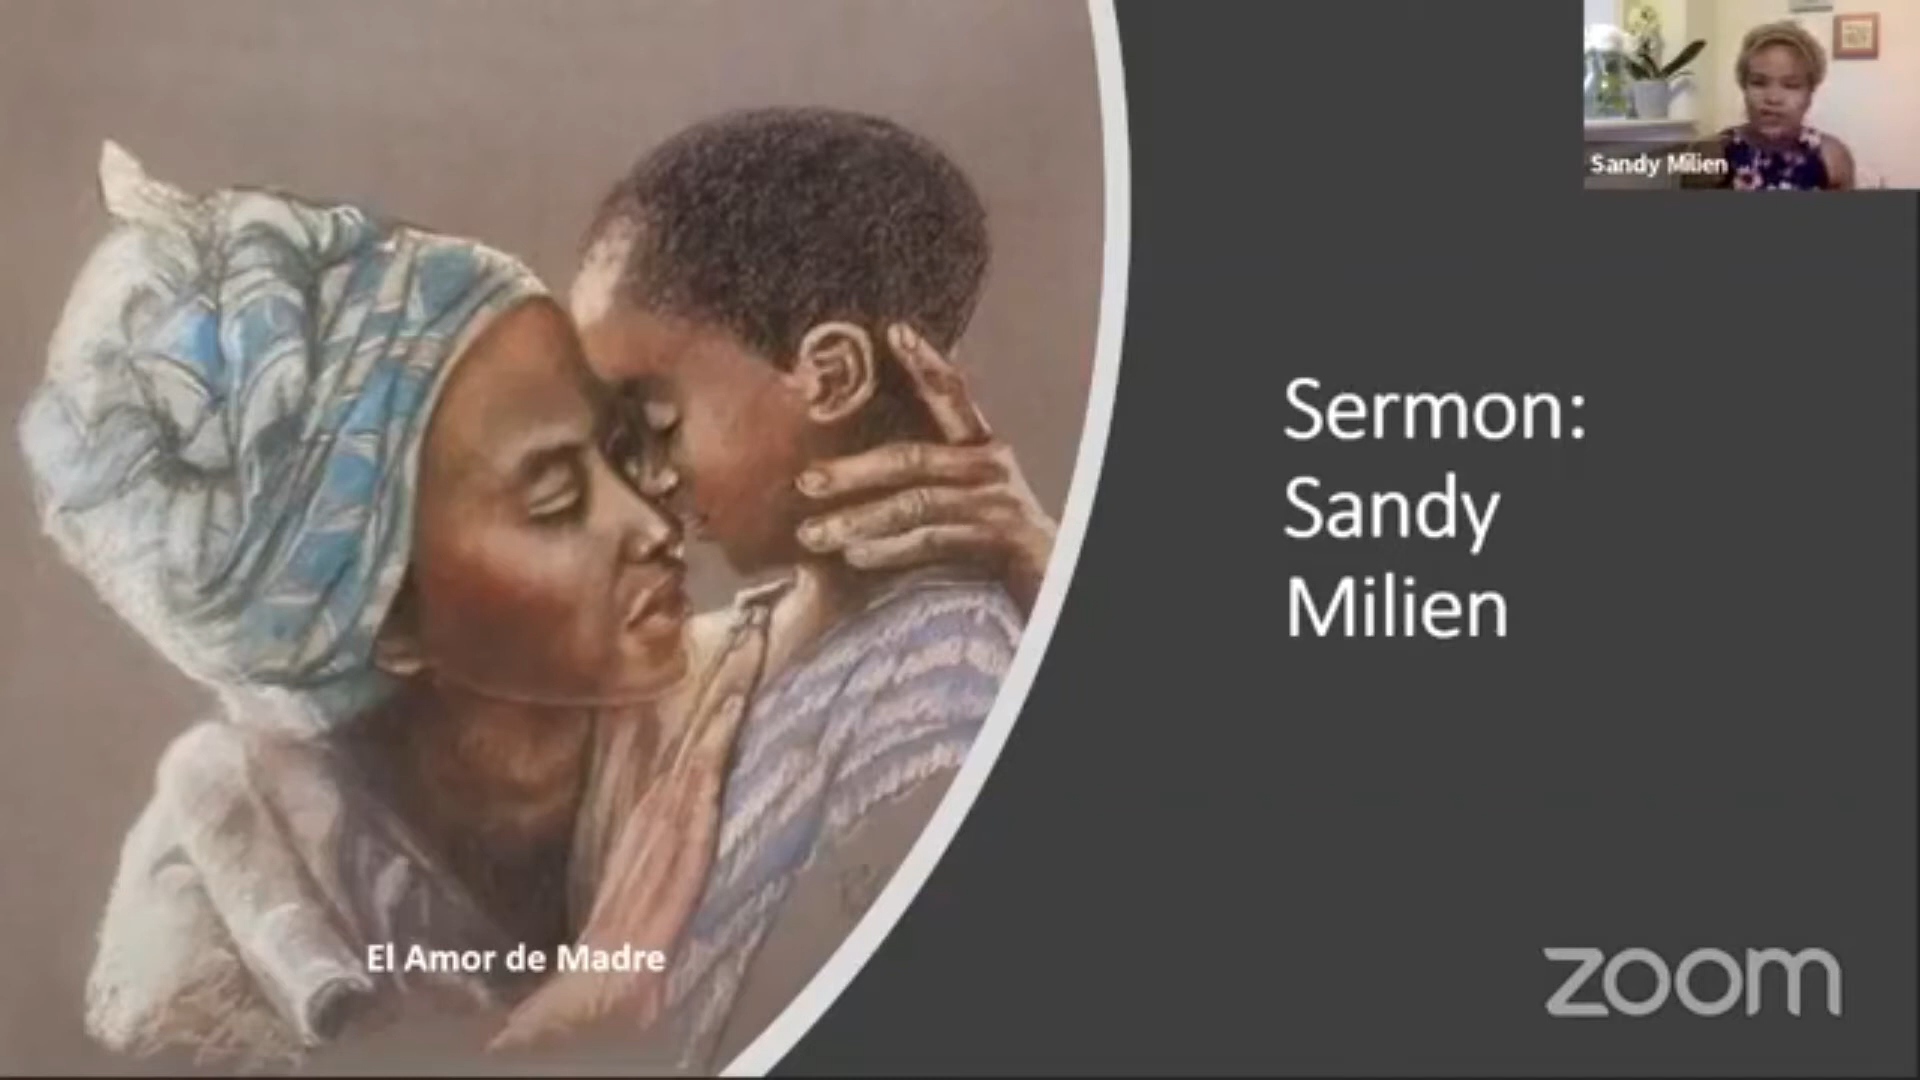 Sandy Milien
Sermon:
Sandy
Milien
El Amor de Madre
zoom